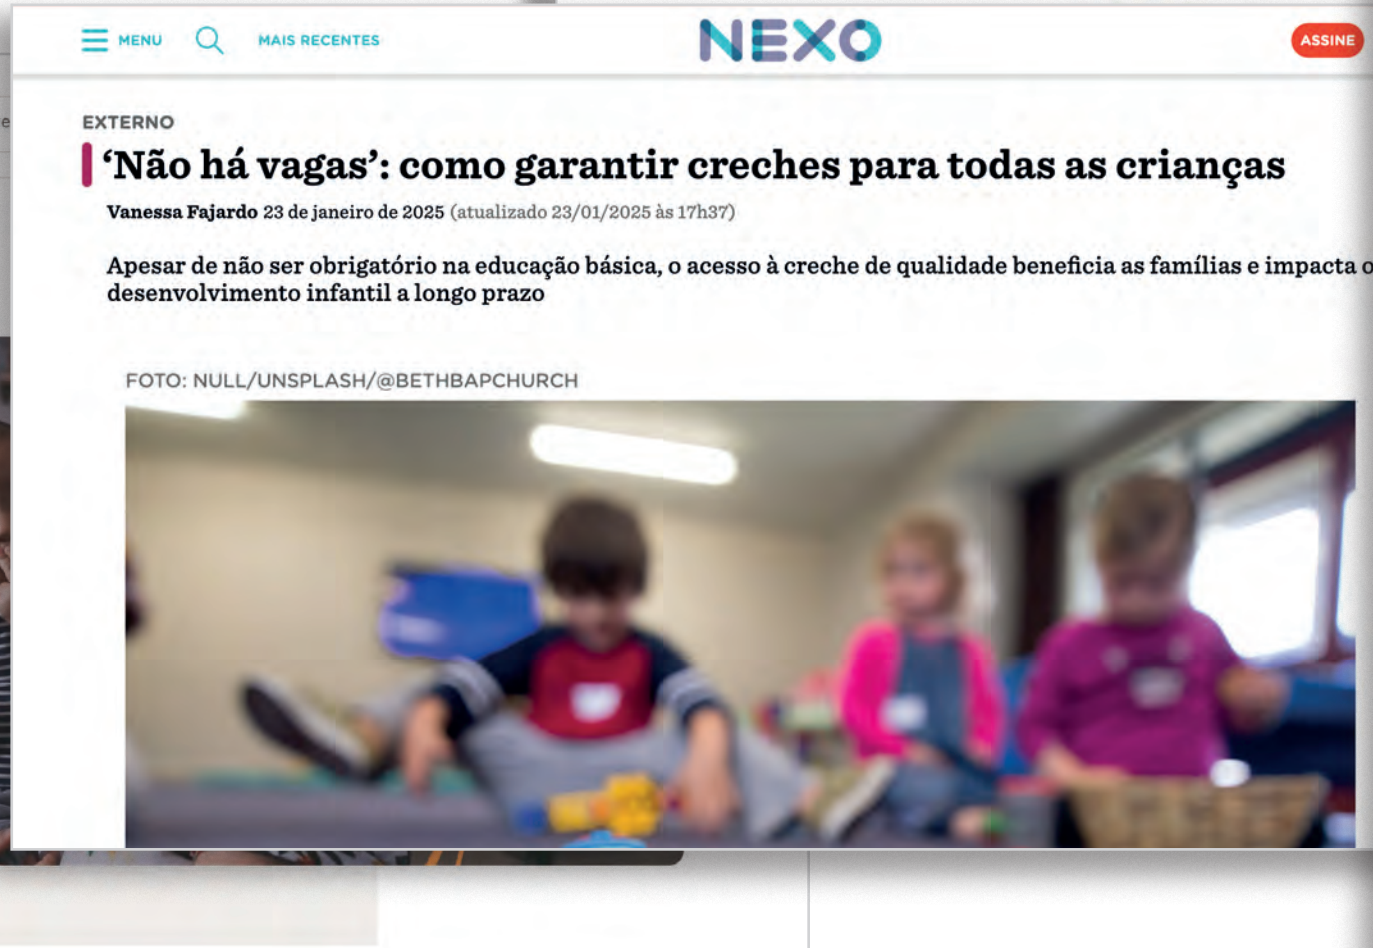 MENU
MAIS RECENTES
NEXO
ASSINE
EXTERNO
‘Não há vagas’: como garantir creches para todas as crianças
Vanessa Fajardo 23 de janeiro de 2025 (atualizado 23/01/2025 às 17h37)
Apesar de não ser obrigatório na educação básica, o acesso à creche de qualidade beneficia as famílias e impacta o
desenvolvimento infantil a longo prazo
FOTO: NULL/UNSPLASH/@BETHBAPCHURCH